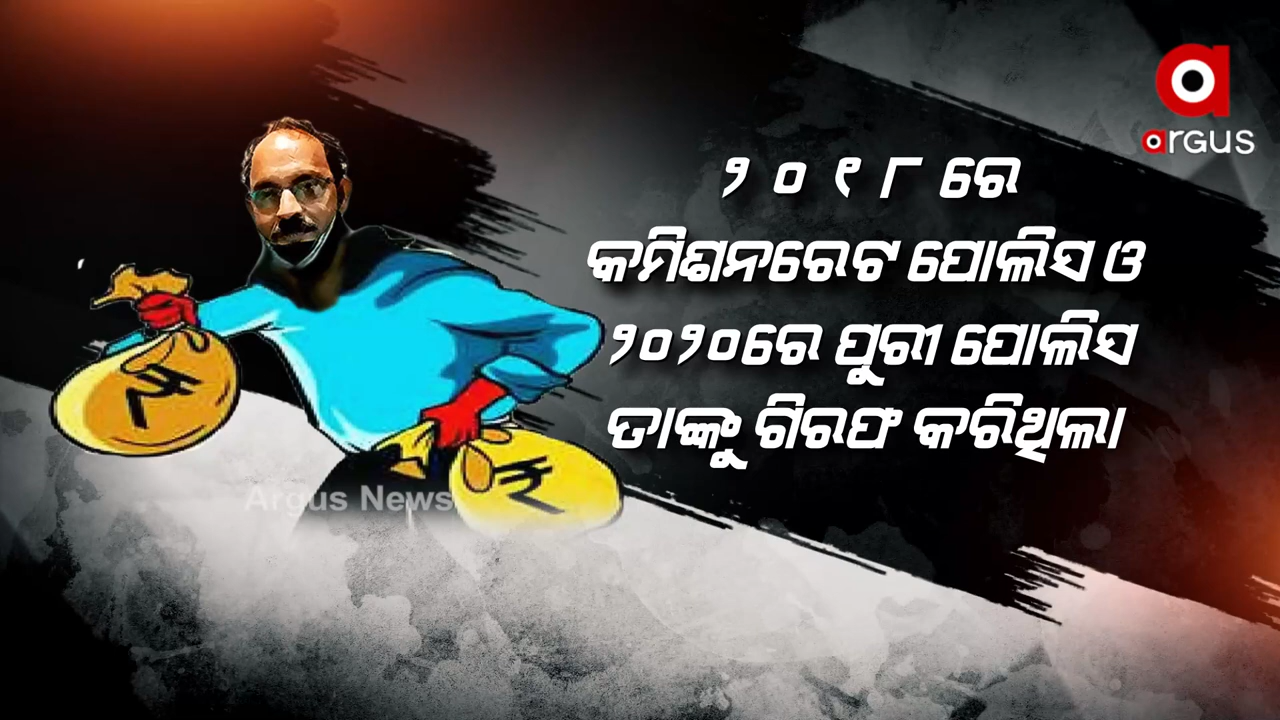 argus
୨ ୦ ୧ ୮ ରେ
କମିଶନରେଟ ପୋଲିସ ଓ
୨୦୨୦ରେ ପୁରୀ ପୋଲିସ
ତାଙ୍କୁ ଗିରଫ କରିଥିଲା
₹
₹
Argus News